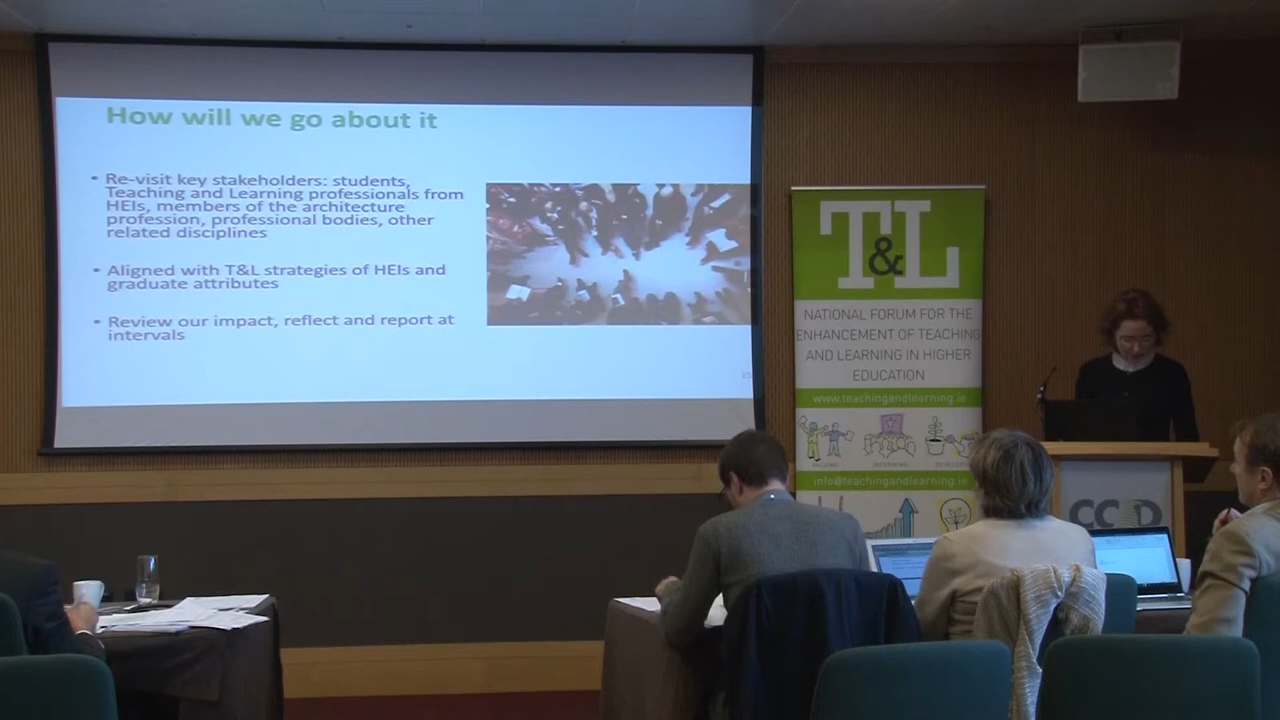 How will we go about it
• Re-visit key stakeholders: students,
Teaching and Learning professionals from
HEIs, members of the architecture
profession, professional bodies, other
related disciplines
• Aligned with T&L strategies of HEIs and
graduate attributes
• Review our impact, reflect and report at
intervals
15
T&L
NATIONAL FORUM FOR THE
ENHANCEMENT OF TEACHING
AND LEARNING IN HIGHER
EDUCATION
www.teachingandlearning.ie
VALUING INFORMING
info@teachingandlearning.ie